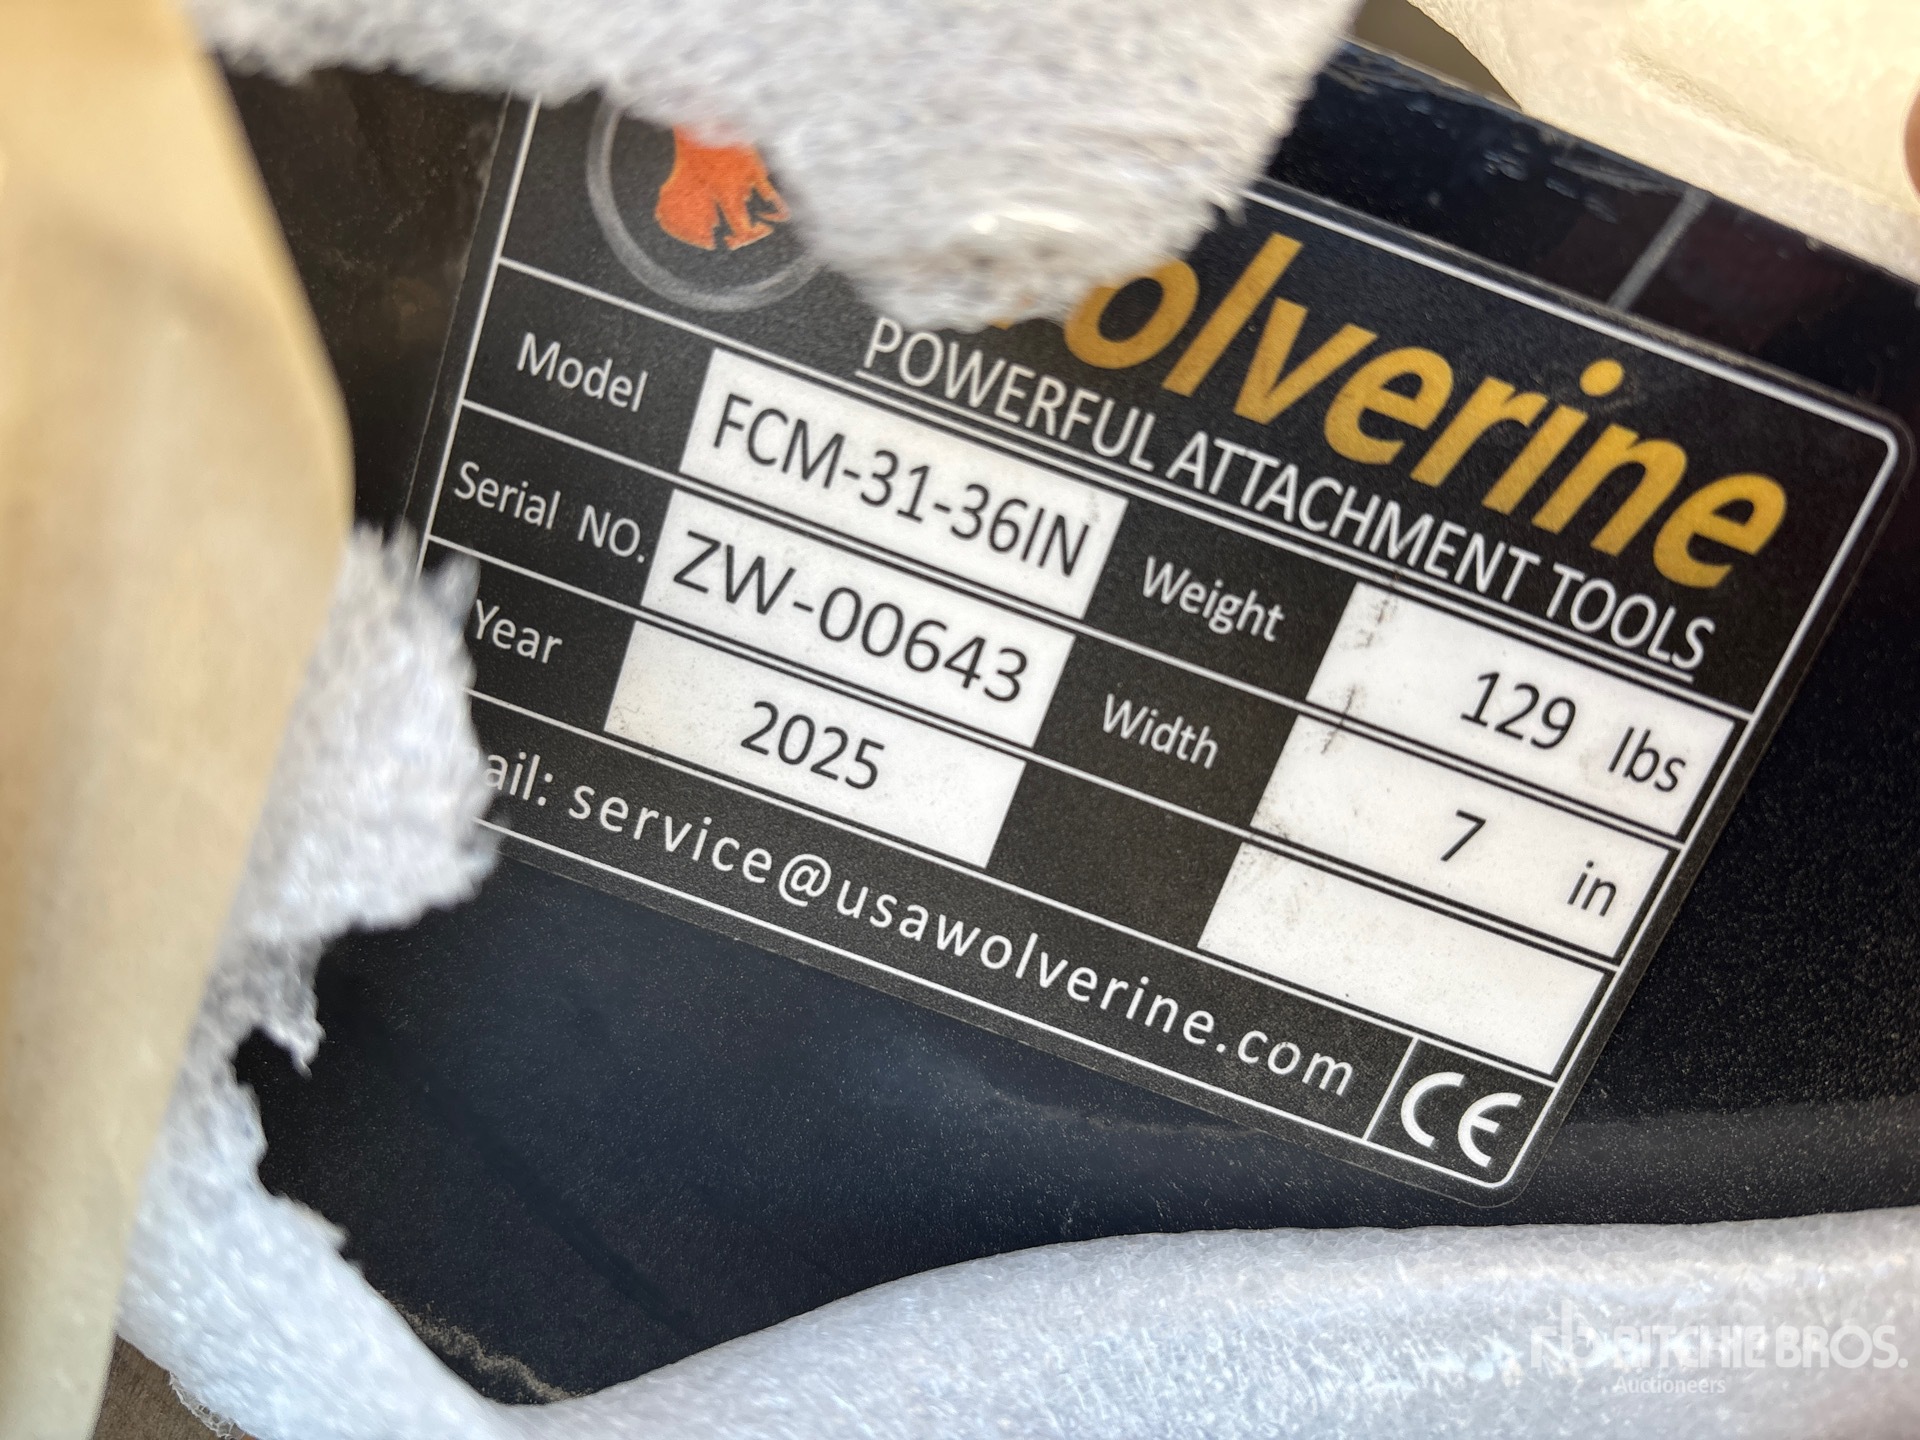 olverine
POWERFUL ATTACHMENT TOOLS
Model FCM-31-36IN Weight 129 lbs
Serial NO. ZW-00643 Width 7 in
Year 2025
ail: service@usawolverine.com CE
rb RITCHIE BROS.
Auctioneers